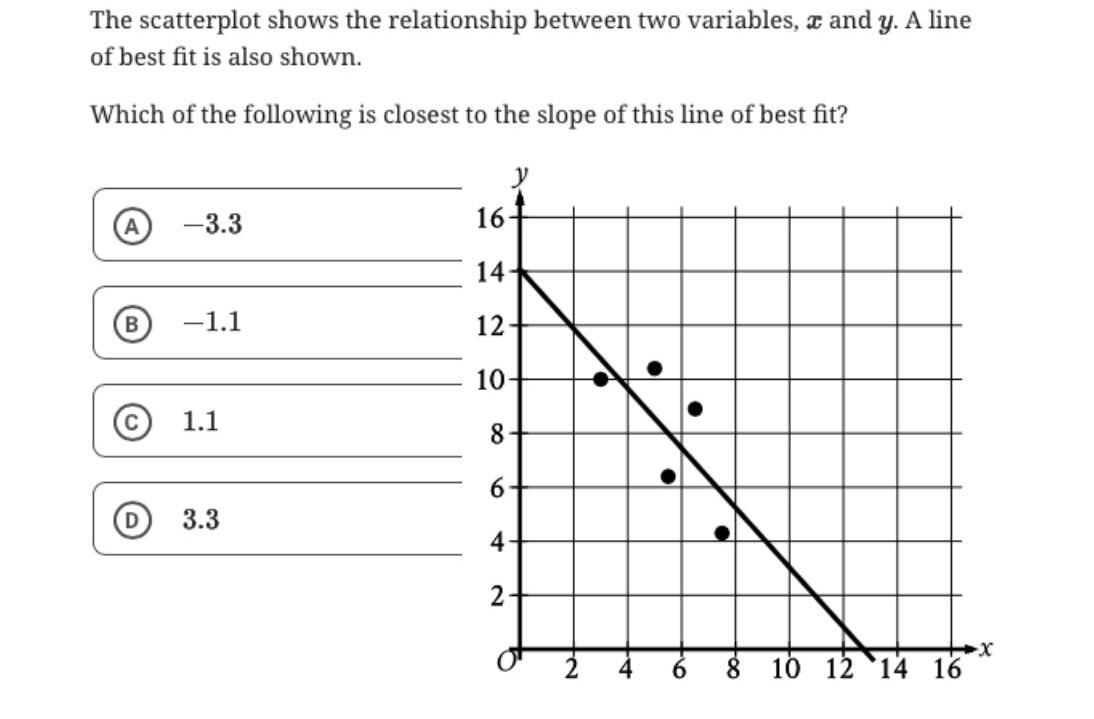 The scatterplot shows the relationship between two variables, x and y. A line
of best fit is also shown.
Which of the following is closest to the slope of this line of best fit?
A −3.3
B −1.1
C 1.1
D 3.3
y
16
14
12
10
8
6
4
2
O 2 4 6 8 10 12 14 16 x